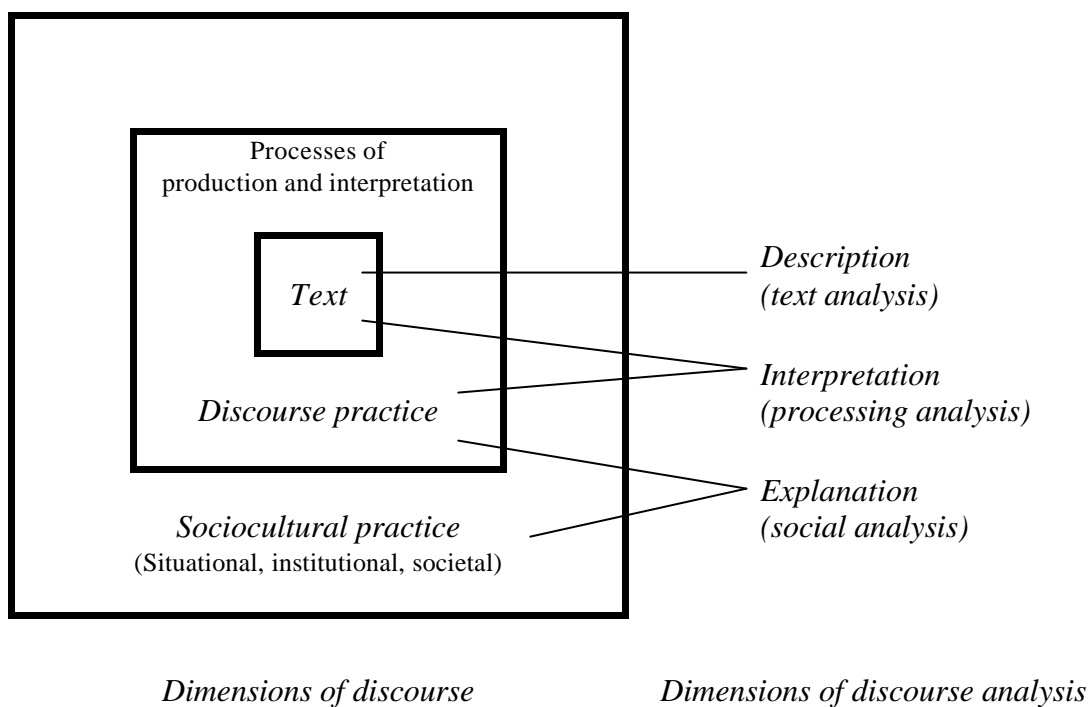 Processes of
production and interpretation
Text
Discourse practice
Sociocultural practice
(Situational, institutional, societal)
Description
(text analysis)
Interpretation
(processing analysis)
Explanation
(social analysis)
Dimensions of discourse
Dimensions of discourse analysis